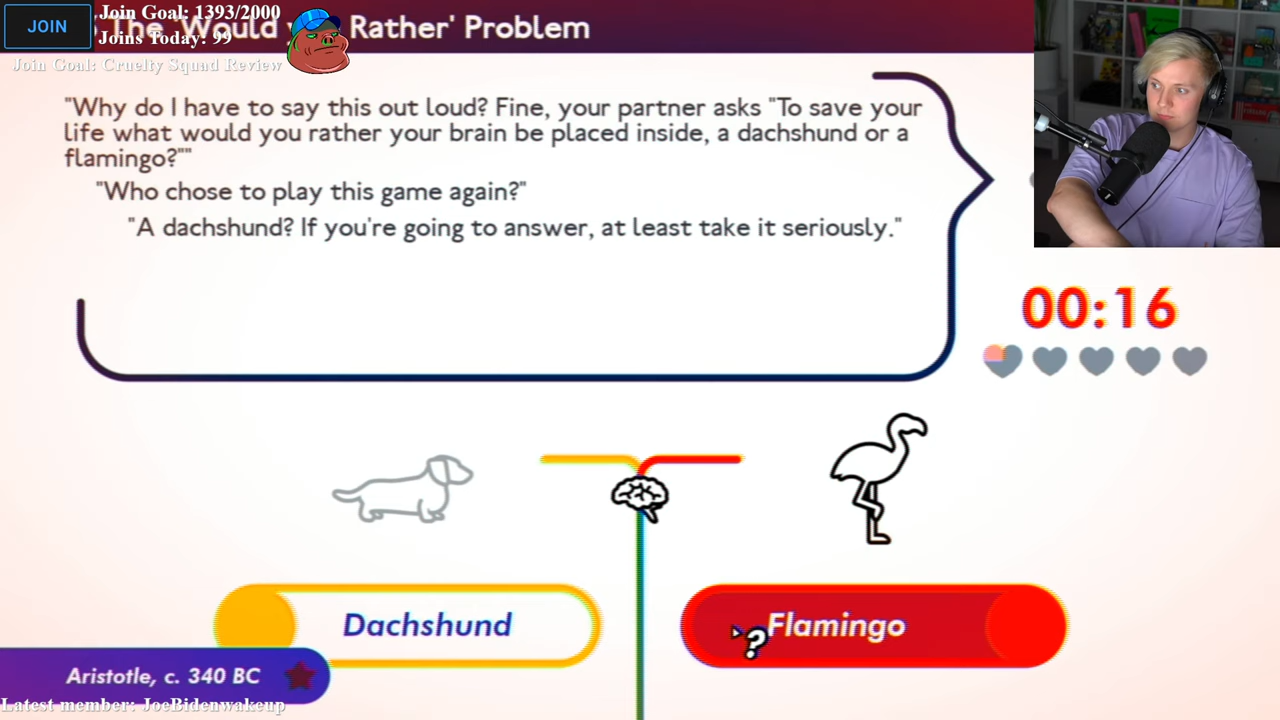 JOIN
Join Goal: 1393/2000
The 'Would Rather' Problem
Joins Today: 99
Join Goal: Cruelty Squad Review
"Why do I have to say this out loud? Fine, your partner asks "To save your
life what would you rather your brain be placed inside, a dachshund or a
flamingo?""
"Who chose to play this game again?"
"A dachshund? If you're going to answer, at least take it seriously."
00:16
Dachshund
Flamingo
?
Aristotle, c. 340 BC
Latest member: JoeBidenwakeup